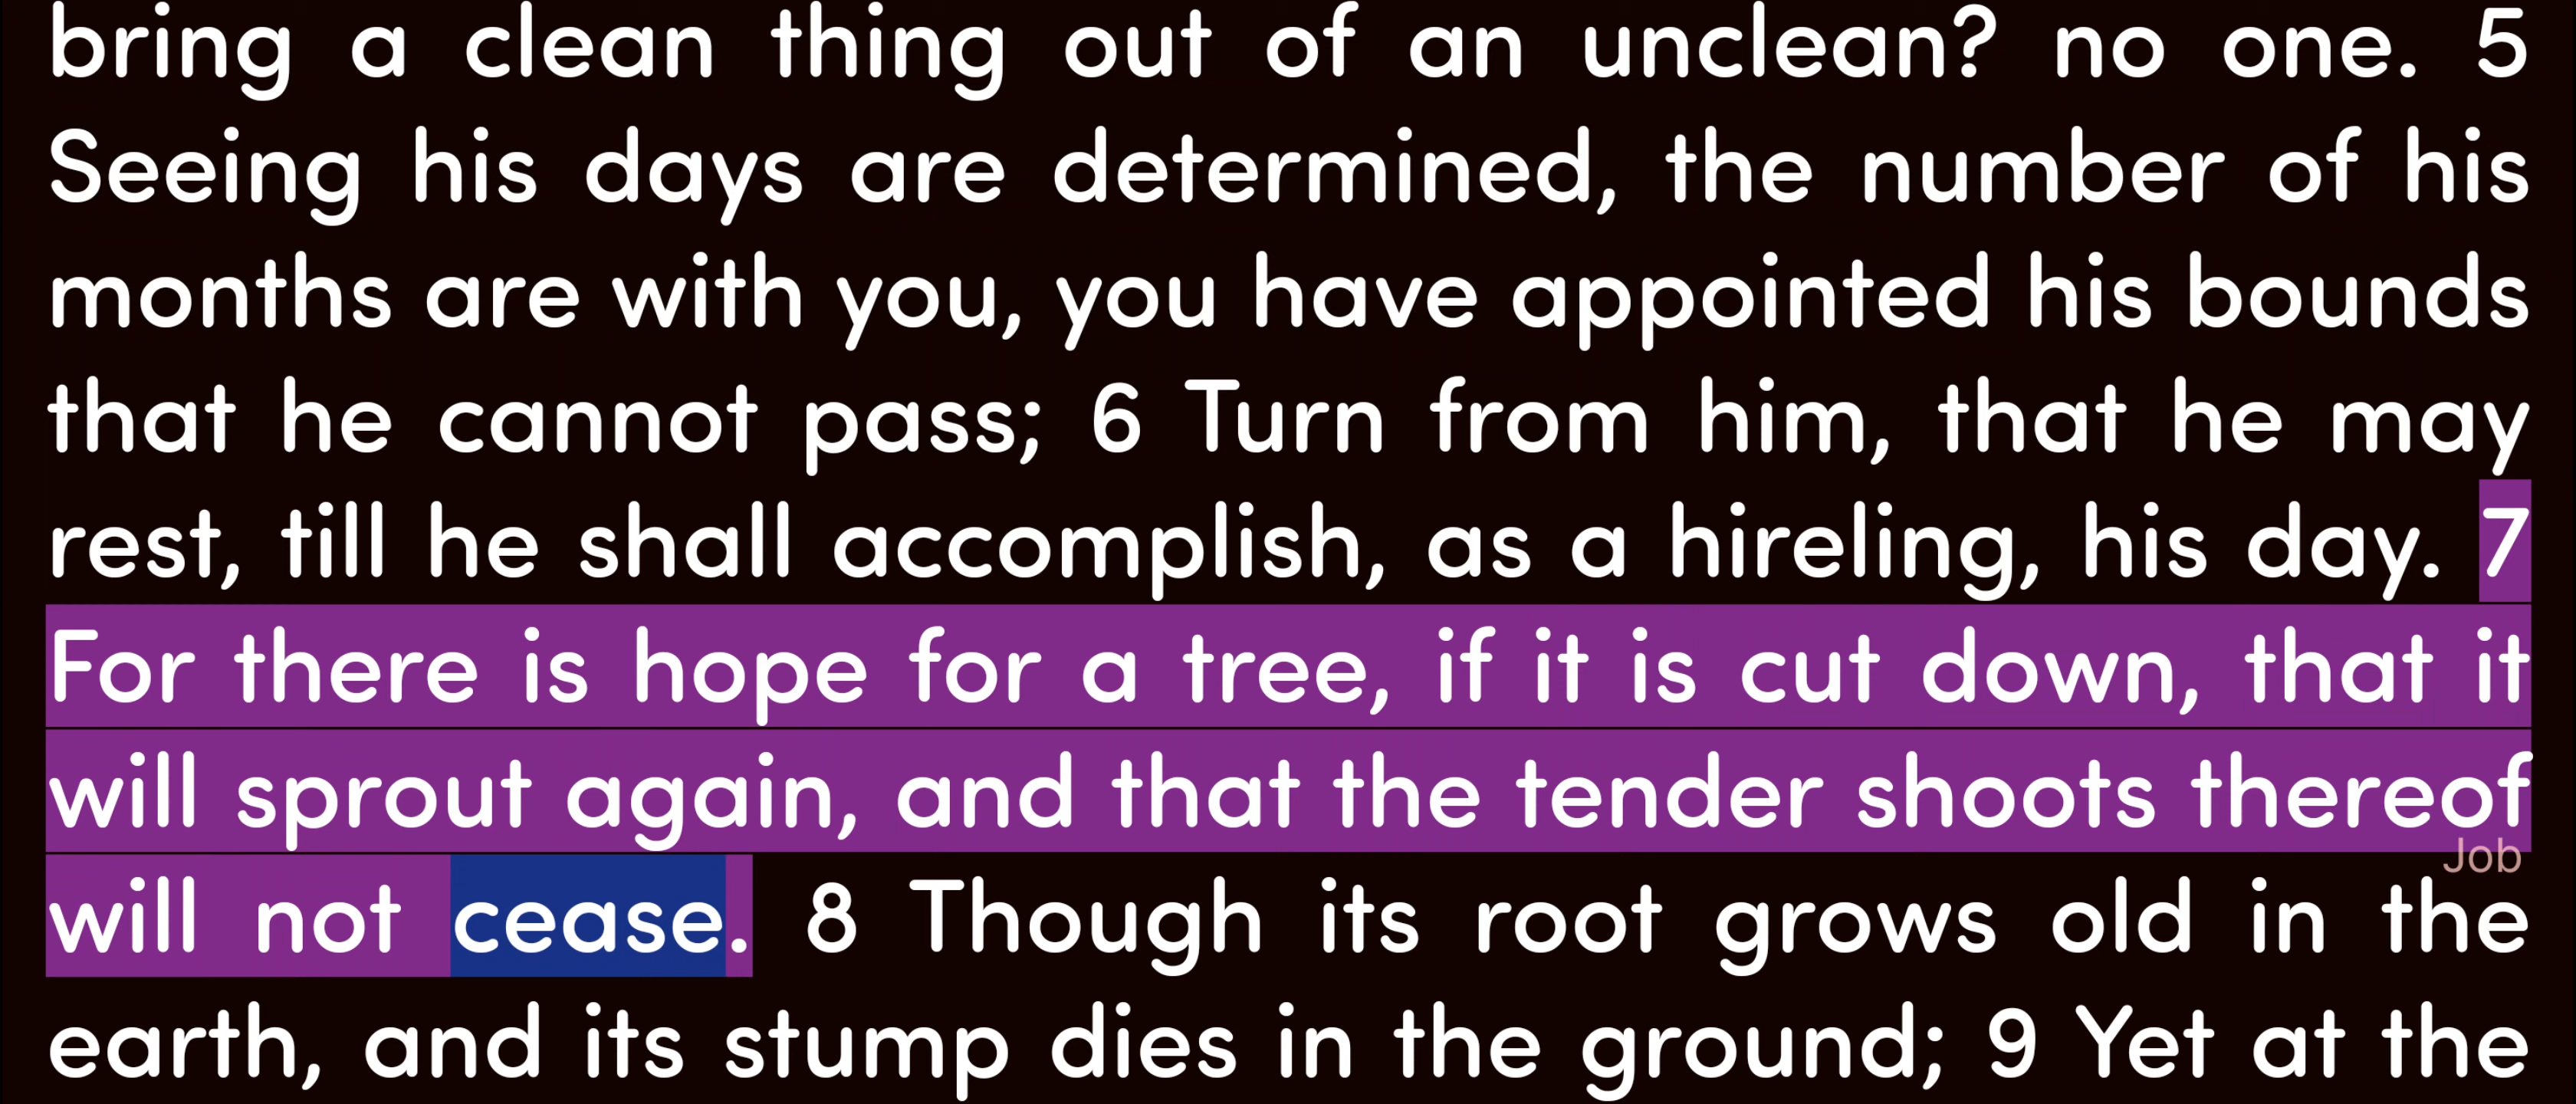 bring a clean thing out of an unclean? no one. 5
Seeing his days are determined, the number of his
months are with you, you have appointed his bounds
that he cannot pass; 6 Turn from him, that he may
rest, till he shall accomplish, as a hireling, his day. 7
For there is hope for a tree, if it is cut down, that it
will sprout again, and that the tender shoots thereof
Job
will not cease. 8 Though its root grows old in the
earth, and its stump dies in the ground; 9 Yet at the